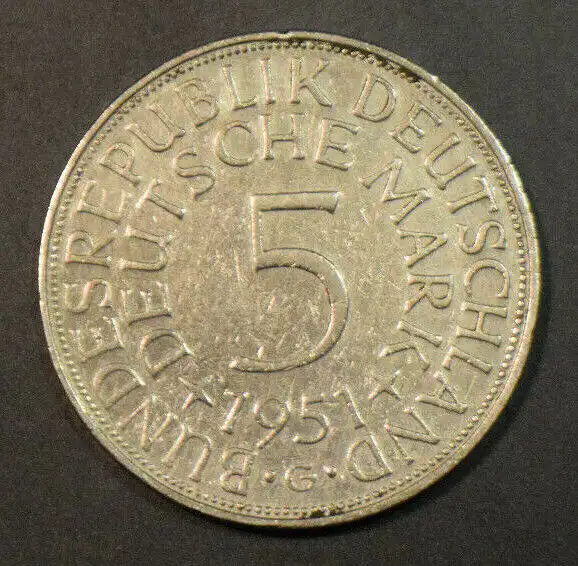 BUNDESREPUBLIK DEUTSCHLAND
DEUTSCHE MARK
5
1951
· G ·